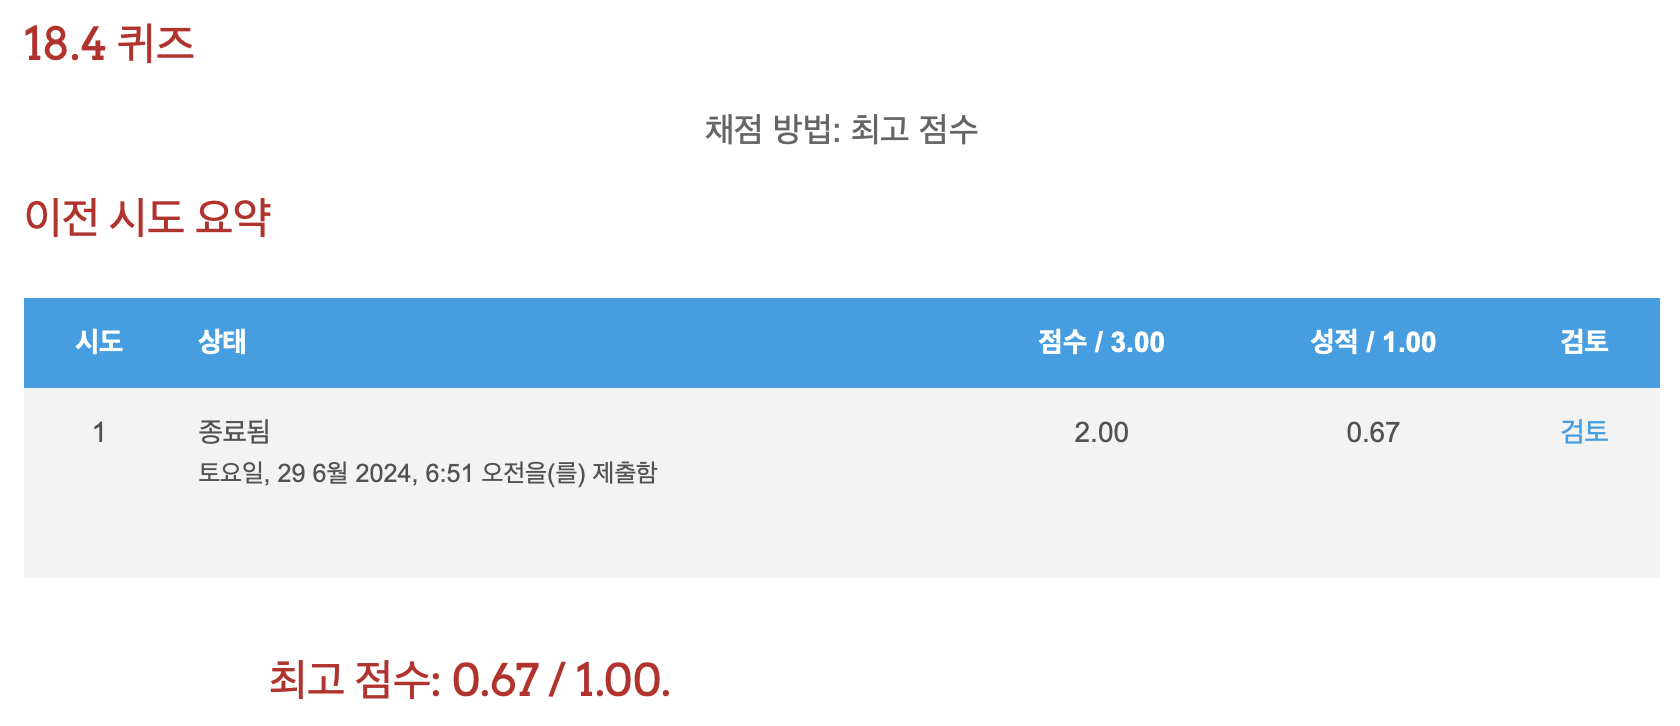 18.4 퀴즈
채점 방법: 최고 점수
이전 시도 요약
시도 상태 점수 / 3.00 성적 / 1.00 검토
1 종료됨 2.00 0.67 검토
토요일, 29 6월 2024, 6:51 오전을(를) 제출함
최고 점수: 0.67 / 1.00.